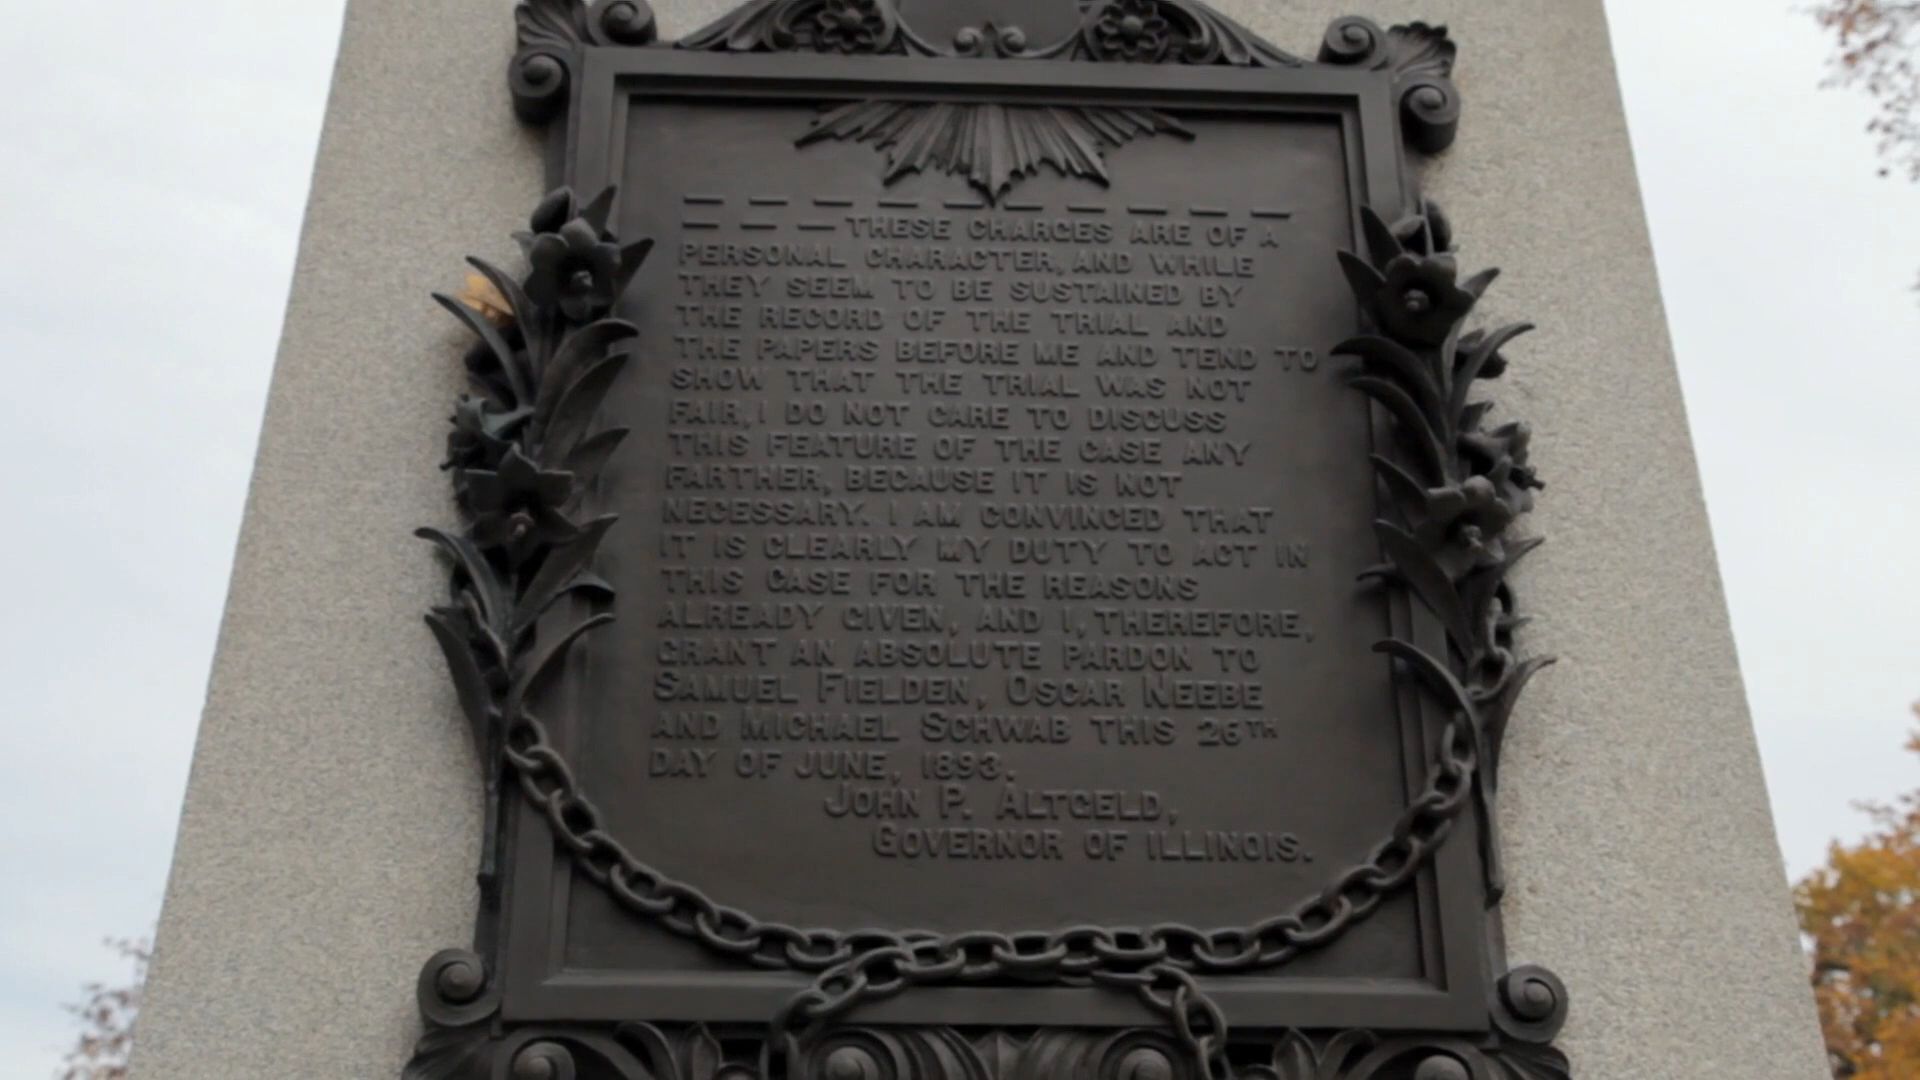 — — — — — — — — — —
— — — THESE CHARGES ARE OF A
PERSONAL CHARACTER, AND WHILE
THEY SEEM TO BE SUSTAINED BY
THE RECORD OF THE TRIAL AND
THE PAPERS BEFORE ME AND TEND TO
SHOW THAT THE TRIAL WAS NOT
FAIR, I DO NOT CARE TO DISCUSS
THIS FEATURE OF THE CASE ANY
FARTHER, BECAUSE IT IS NOT
NECESSARY. I AM CONVINCED THAT
IT IS CLEARLY MY DUTY TO ACT IN
THIS CASE FOR THE REASONS
ALREADY GIVEN, AND I, THEREFORE,
GRANT AN ABSOLUTE PARDON TO
SAMUEL FIELDEN, OSCAR NEEBE
AND MICHAEL SCHWAB THIS 26TH
DAY OF JUNE, 1893.
JOHN P. ALTGELD,
GOVERNOR OF ILLINOIS.